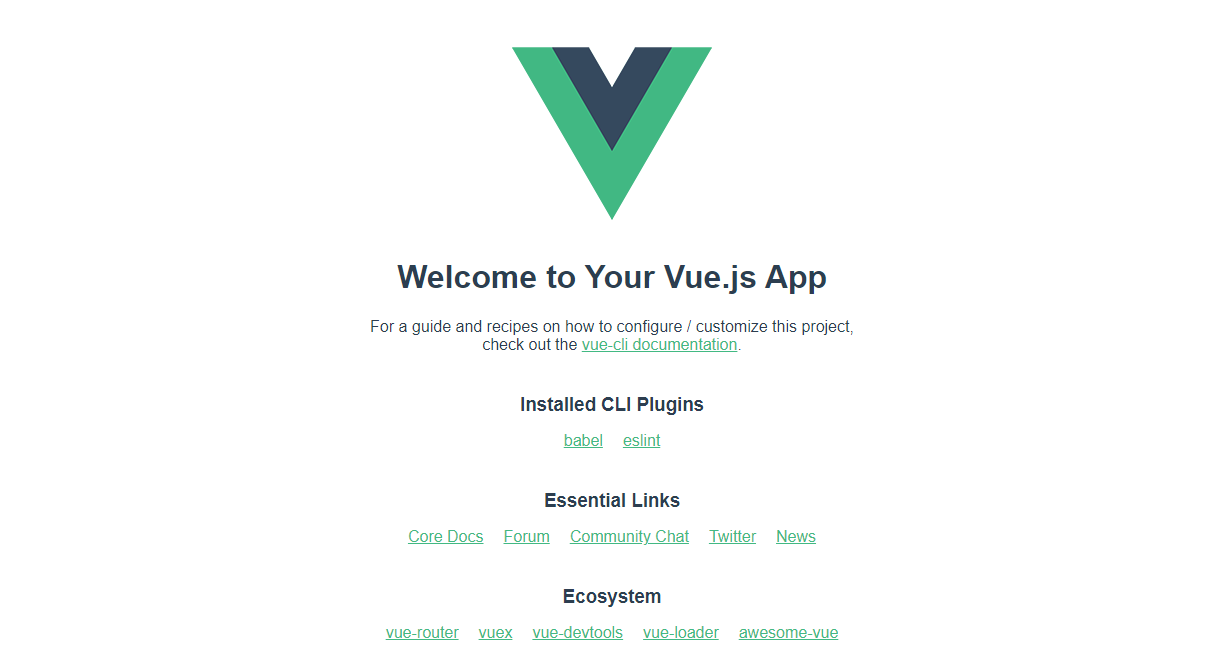 Welcome to Your Vue.js App
For a guide and recipes on how to configure / customize this project,
check out the vue-cli documentation.
Installed CLI Plugins
babel eslint
Essential Links
Core Docs Forum Community Chat Twitter News
Ecosystem
vue-router vuex vue-devtools vue-loader awesome-vue